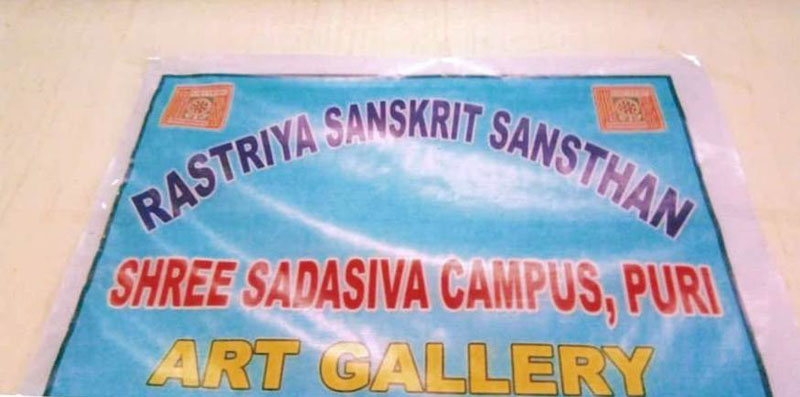 RASTRIYA SANSKRIT SANSTHAN
SHREE SADASIVA CAMPUS, PURI
ART GALLERY